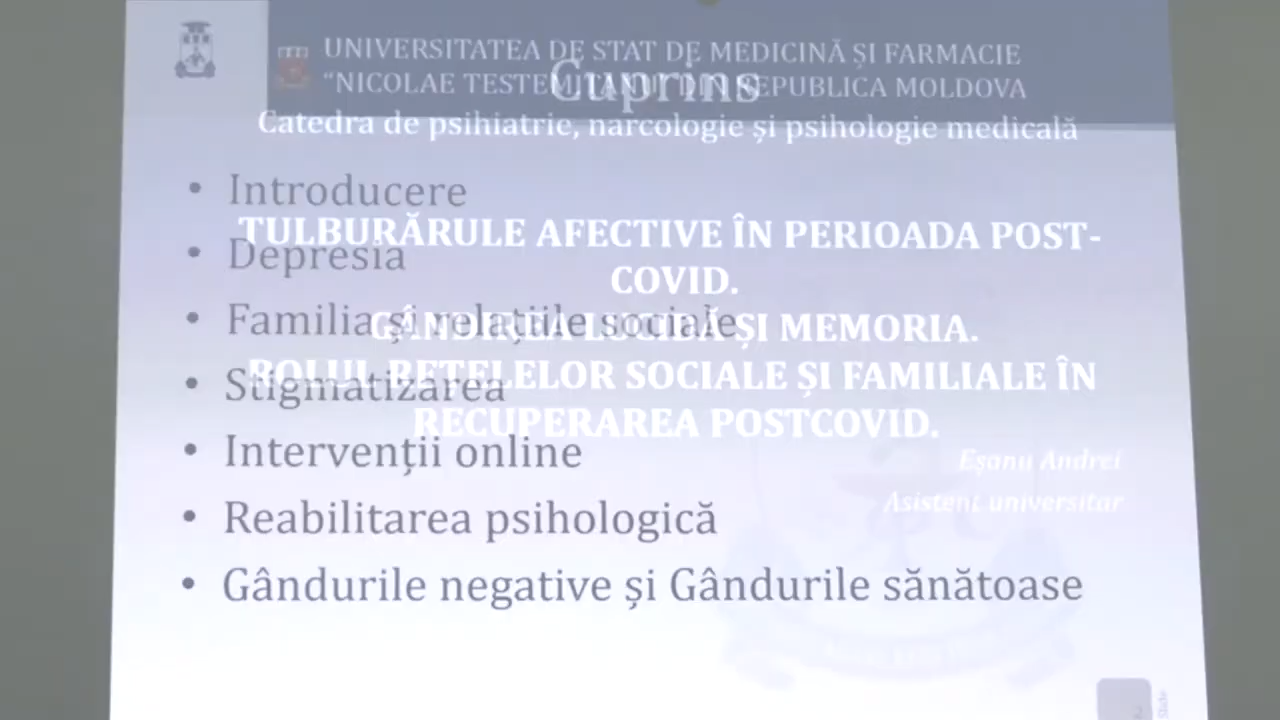 UNIVERSITATEA DE STAT DE MEDICINĂ ȘI FARMACIE
“NICOLAE TESTEMIȚANU” DIN REPUBLICA MOLDOVA
Cuprins
Catedra de psihiatrie, narcologie și psihologie medicală
• Introducere
TULBURĂRULE AFECTIVE ÎN PERIOADA POST-
• Depresia
COVID.
• Familia și relațiile sociale
GÂNDIREA LUCIDĂ ȘI MEMORIA.
ROLUL REȚELELOR SOCIALE ȘI FAMILIALE ÎN
• Stigmatizarea
RECUPERAREA POSTCOVID.
• Intervenții online
Eșanu Andrei
Asistent universitar
• Reabilitarea psihologică
• Gândurile negative și Gândurile sănătoase